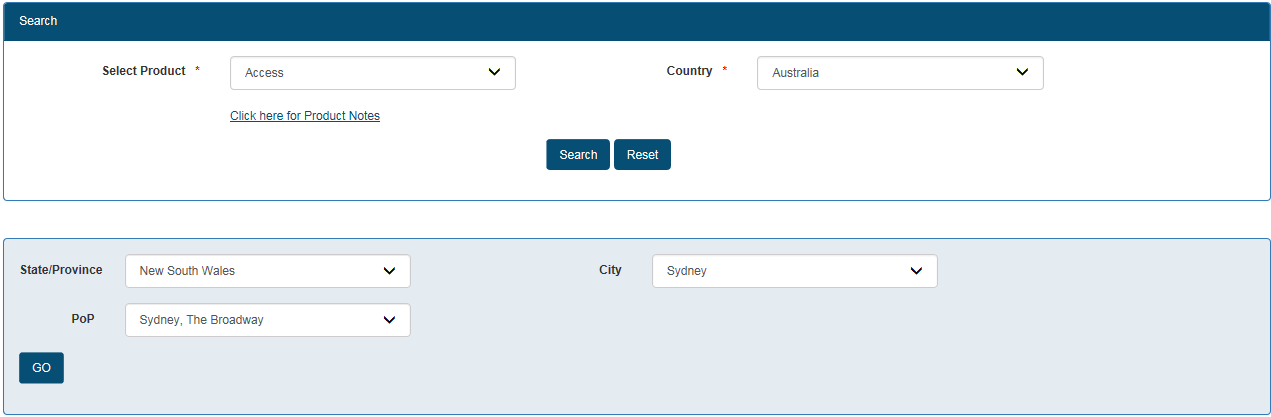 Search
Select Product * Access Country * Australia
Click here for Product Notes
Search Reset
State/Province New South Wales City Sydney
PoP Sydney, The Broadway
GO